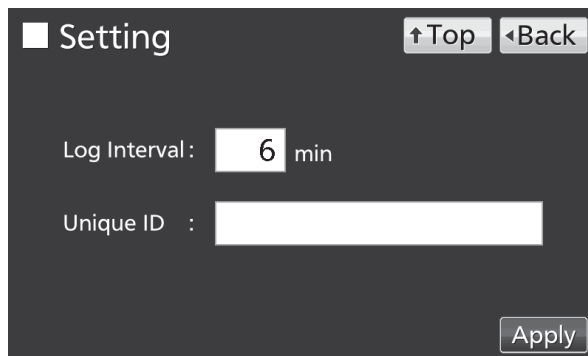 Setting
↑Top
◂Back
Log Interval: 6 min
Unique ID :
Apply